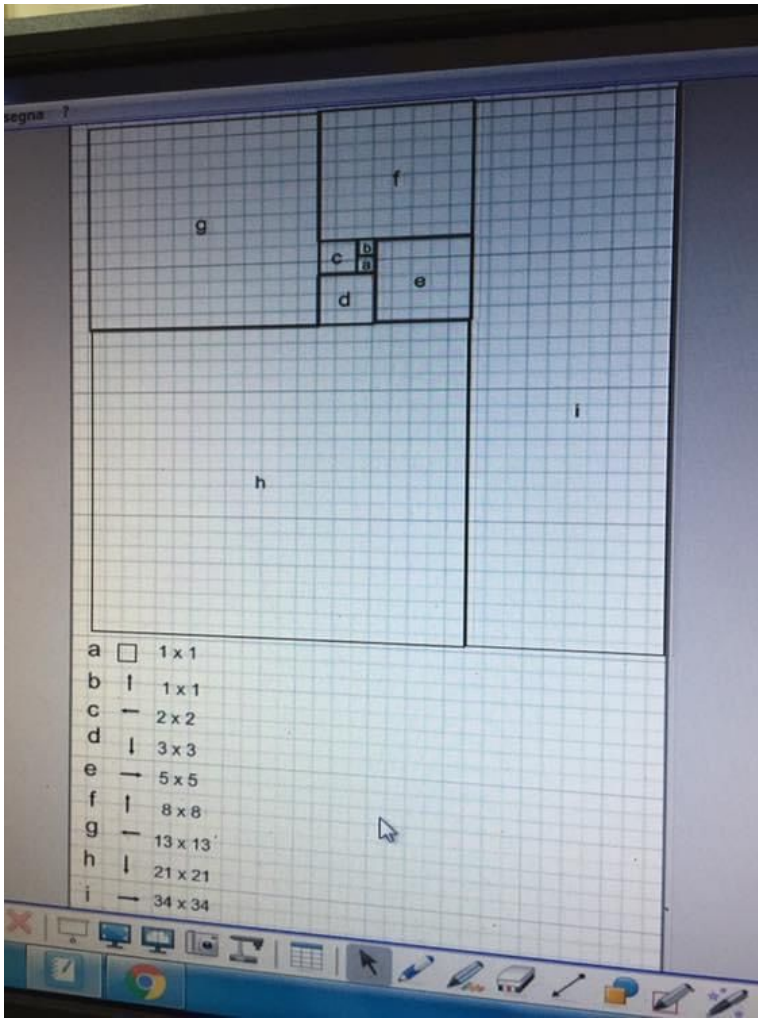 segna ?
f
g
b
c
a
e
d
i
h
a 1 x 1
b 1 x 1
c 2 x 2
d 3 x 3
e 5 x 5
f 8 x 8
g 13 x 13
h 21 x 21
i 34 x 34